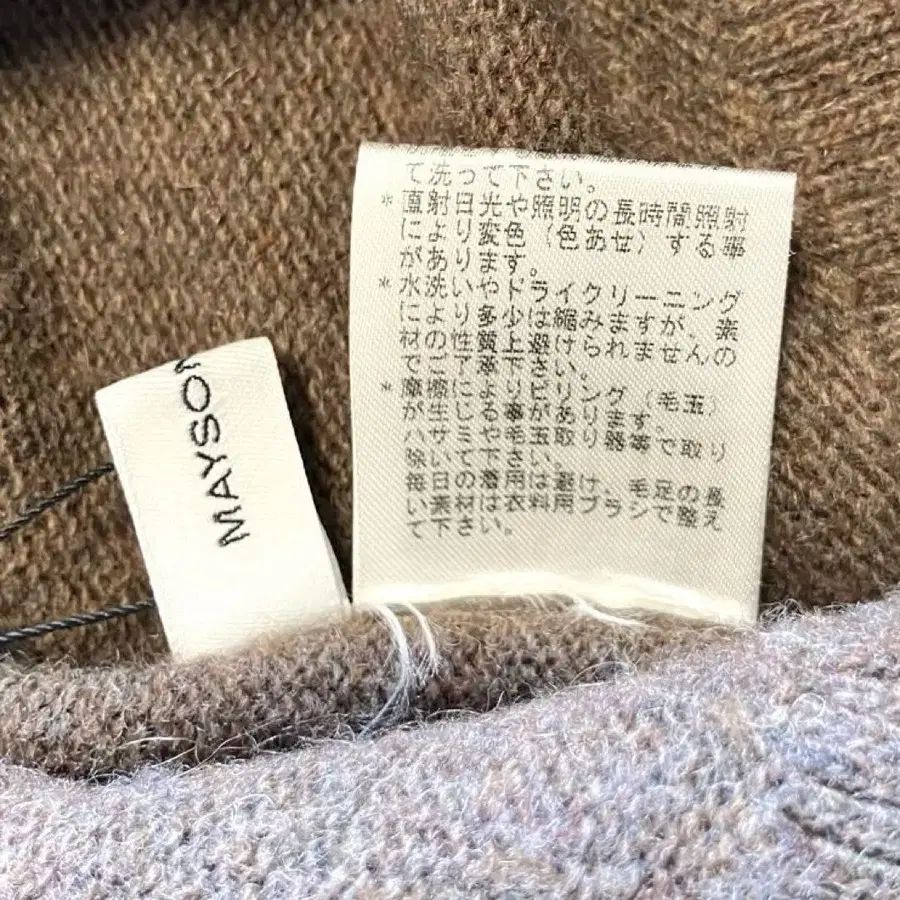 MAYSON
て洗って下さい。
*直射日光や照明の長時間照射
により変色(色あせ)する事
があります。
*水洗いやドライクリーニング
により多少は縮みますが、素
材の性質上避けられませんの
でご了承下さい。
*摩擦によりピリング(毛玉)
が生じる事があります。
ハサミや毛玉取り器等で取り
除いて下さい。
毎日の着用は避け、毛足の長
い素材は衣料用ブラシで整え
て下さい。